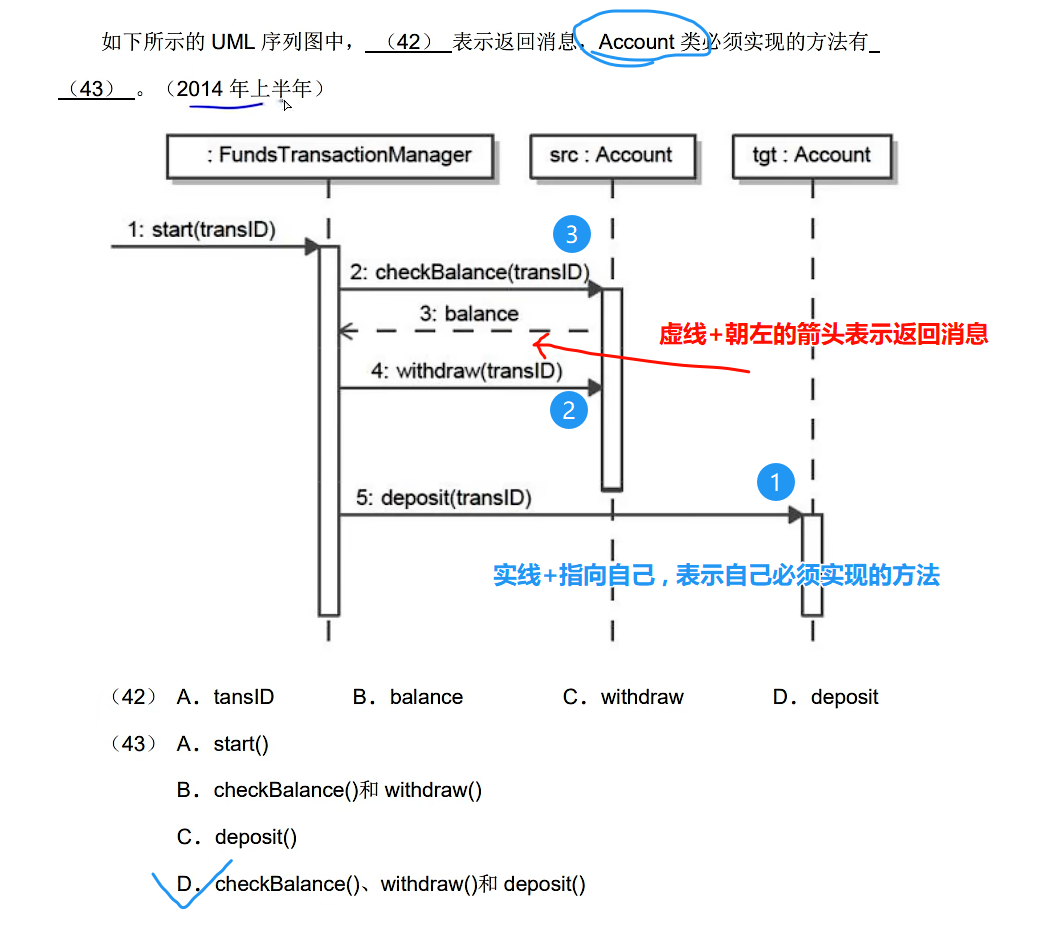 如下所示的 UML 序列图中，（42）表示返回消息，Account 类必须实现的方法有
（43）。（2014 年上半年）
: FundsTransactionManager
src : Account
tgt : Account
1: start(transID)
3
2: checkBalance(transID)
3: balance
虚线+朝左的箭头表示返回消息
4: withdraw(transID)
2
1
5: deposit(transID)
实线+指向自己，表示自己必须实现的方法
（42） A．tansID B．balance C．withdraw D．deposit
（43） A．start()
B．checkBalance()和 withdraw()
C．deposit()
D．checkBalance()、withdraw()和 deposit()